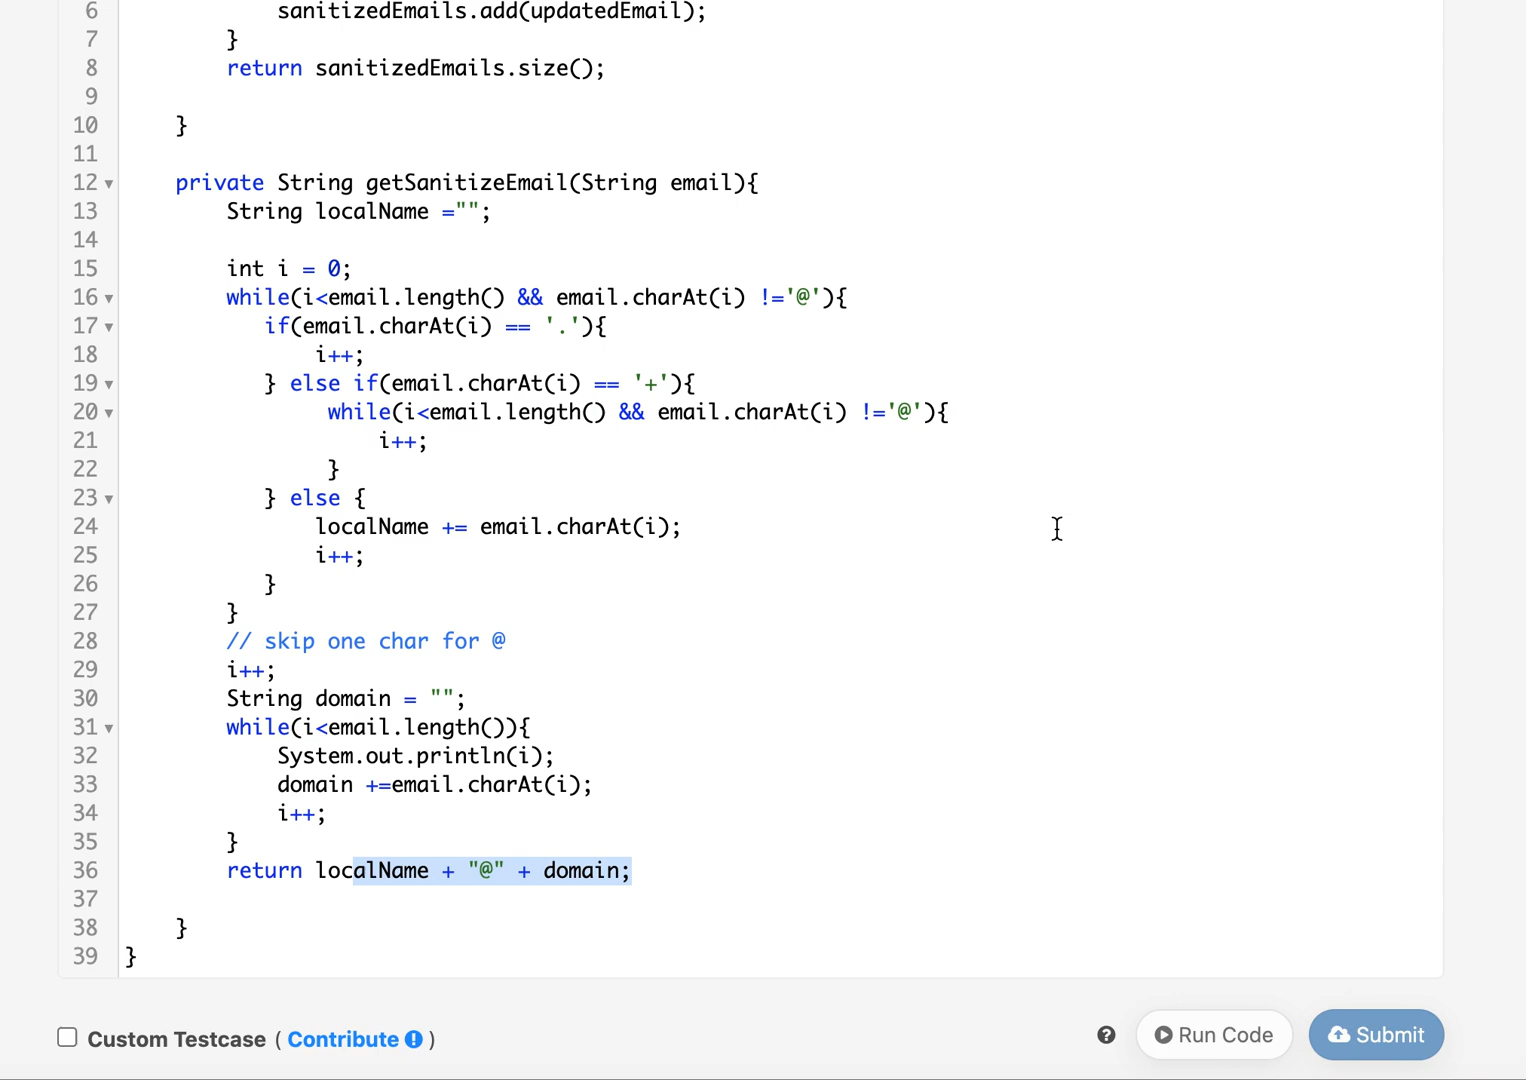 6 sanitizedEmails.add(updatedEmail);
7 }
8 return sanitizedEmails.size();
9
10 }
11
12 private String getSanitizeEmail(String email){
13 String localName ="";
14
15 int i = 0;
16 while(i<email.length() && email.charAt(i) !='@'){
17 if(email.charAt(i) == '.'){
18 i++;
19 } else if(email.charAt(i) == '+'){
20 while(i<email.length() && email.charAt(i) !='@'){
21 i++;
22 }
23 } else {
24 localName += email.charAt(i);
25 i++;
26 }
27 }
28 // skip one char for @
29 i++;
30 String domain = "";
31 while(i<email.length()){
32 System.out.println(i);
33 domain +=email.charAt(i);
34 i++;
35 }
36 return localName + "@" + domain;
37
38 }
39 }
Custom Testcase ( Contribute ! )
? Run Code Submit